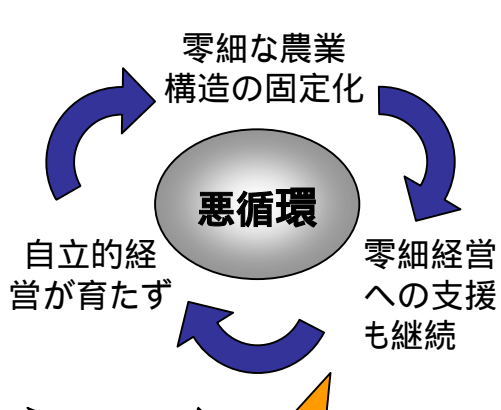 零細な農業
構造の固定化
悪循環
零細経営
への支援
も継続
自立的経
営が育たず